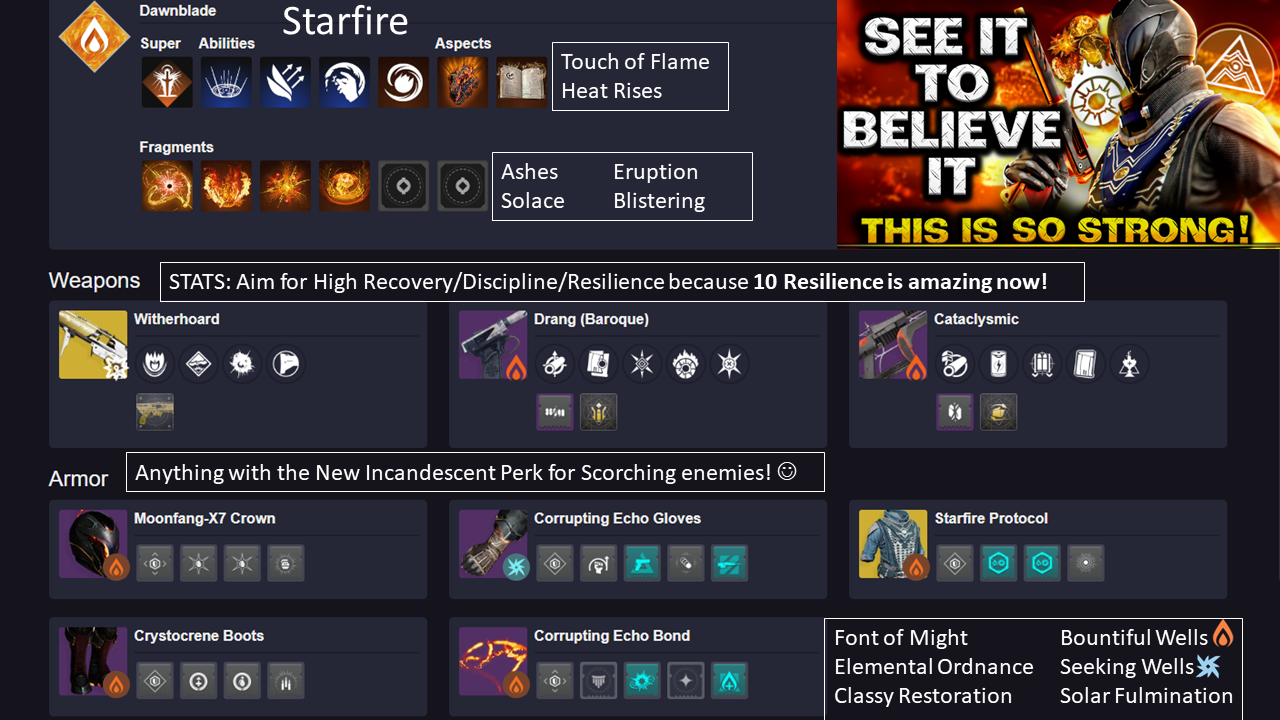 Dawnblade
Starfire
Super
Abilities
Aspects
Touch of Flame
Heat Rises
SEE IT
TO
BELIEVE
IT
THIS IS SO STRONG!
Fragments
Ashes
Eruption
Solace
Blistering
Weapons
STATS: Aim for High Recovery/Discipline/Resilience because 10 Resilience is amazing now!
Witherhoard
Drang (Baroque)
Cataclysmic
Armor
Anything with the New Incandescent Perk for Scorching enemies! ☺
Moonfang-X7 Crown
Corrupting Echo Gloves
Starfire Protocol
Crystocrene Boots
Corrupting Echo Bond
Font of Might
Bountiful Wells
Elemental Ordnance
Seeking Wells
Classy Restoration
Solar Fulmination